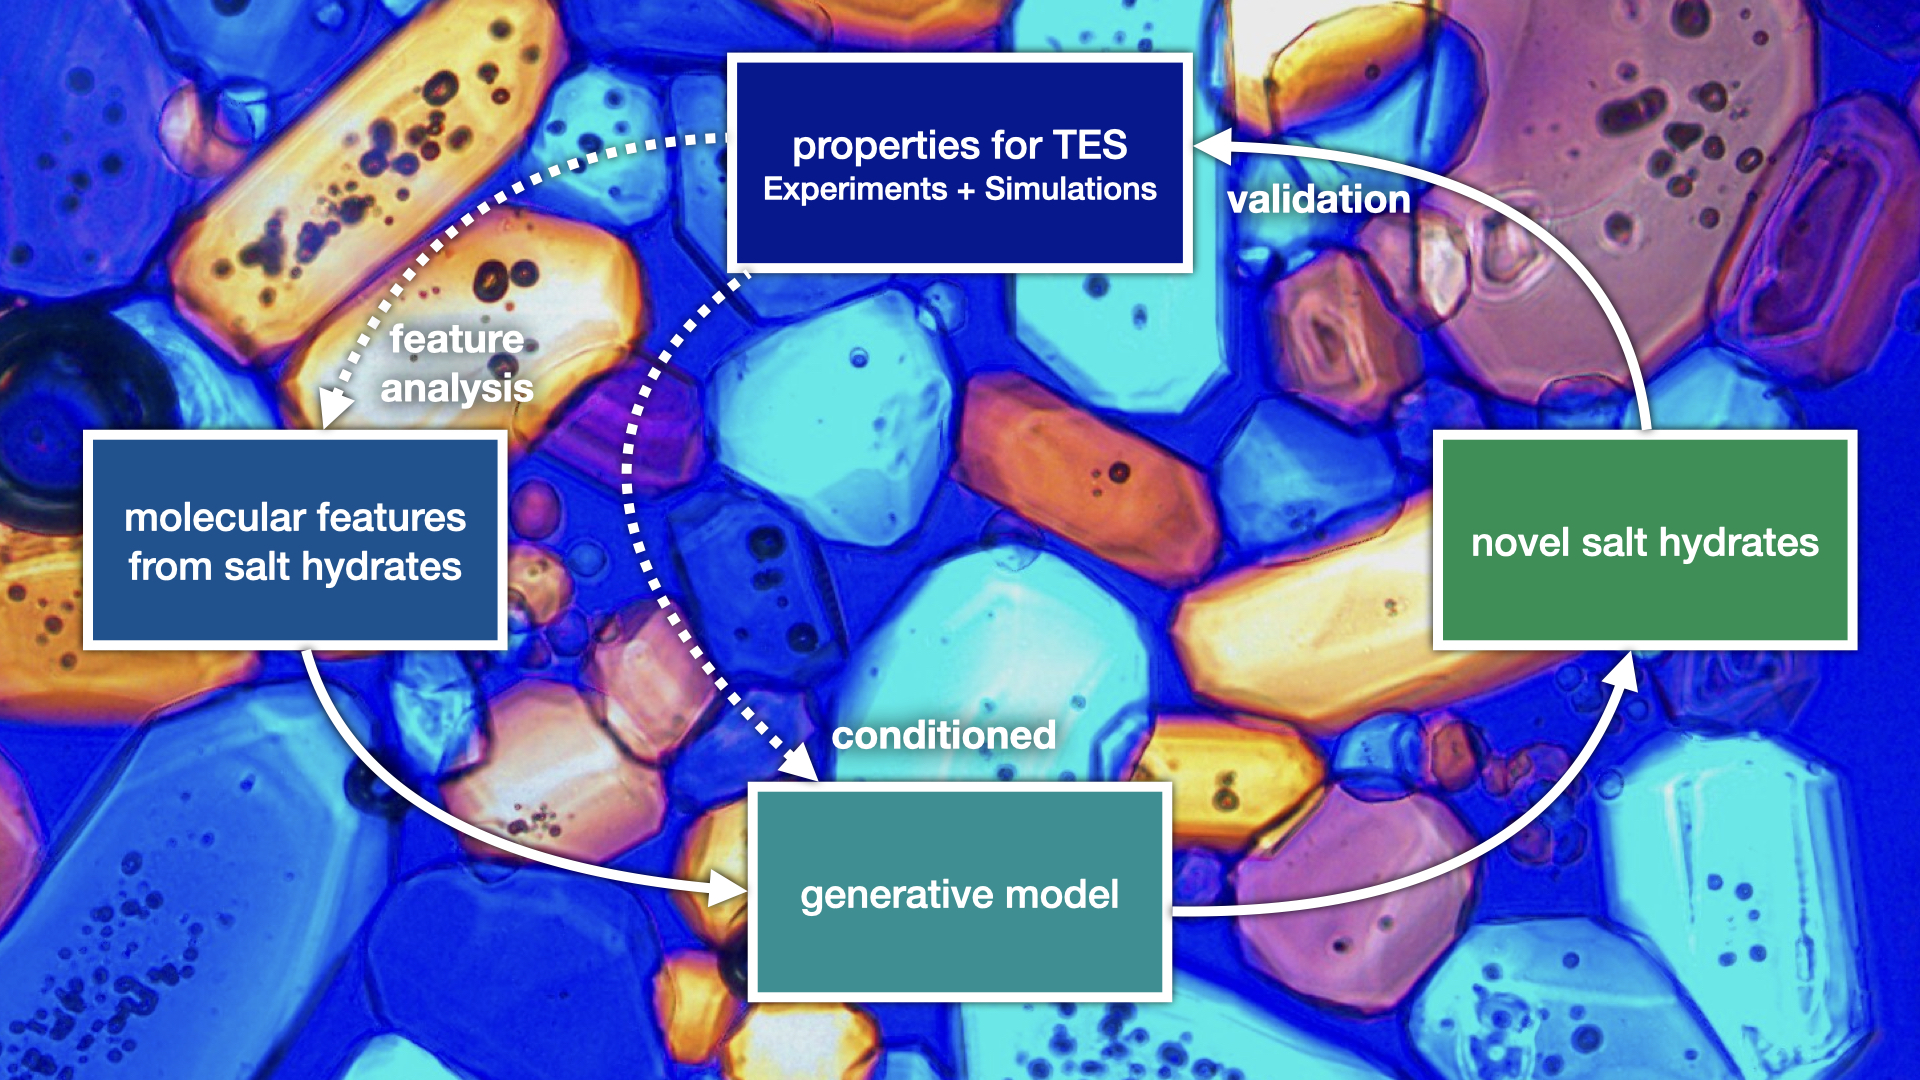 properties for TES
Experiments + Simulations
validation
feature
analysis
molecular features
from salt hydrates
novel salt hydrates
conditioned
generative model